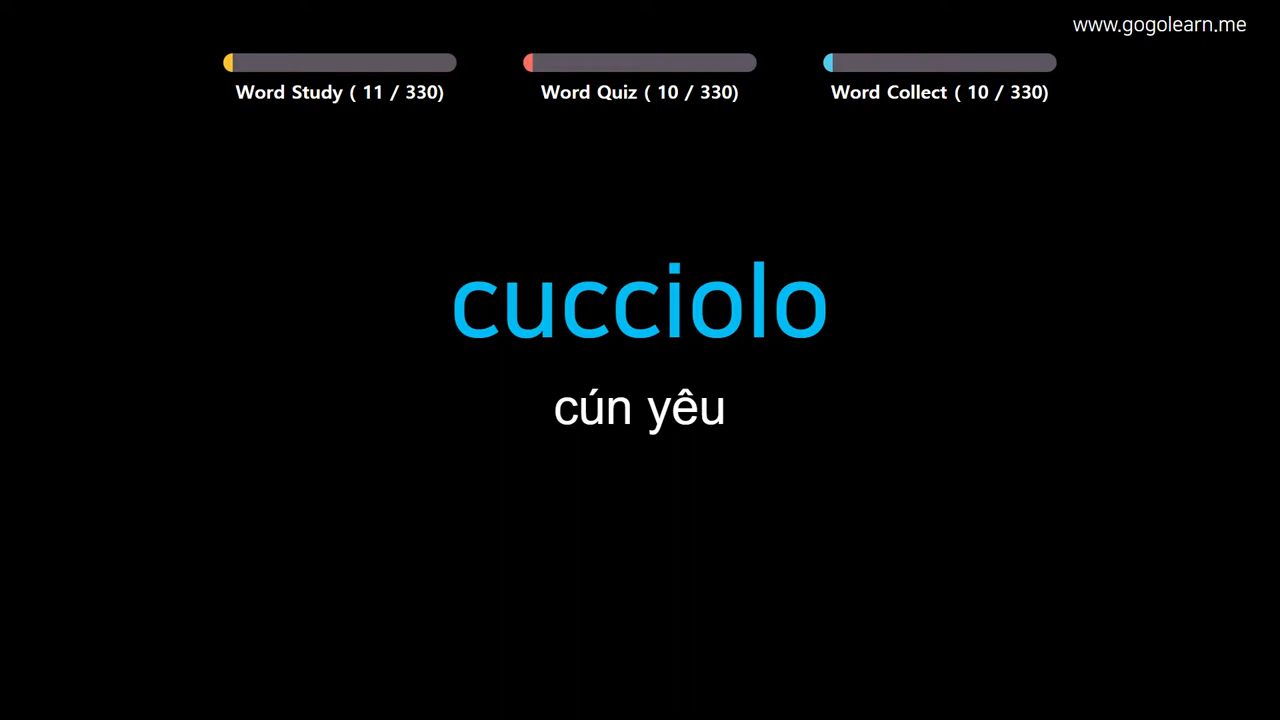 www.gogolearn.me
Word Study ( 11 / 330)
Word Quiz ( 10 / 330)
Word Collect ( 10 / 330)
cucciolo
cún yêu